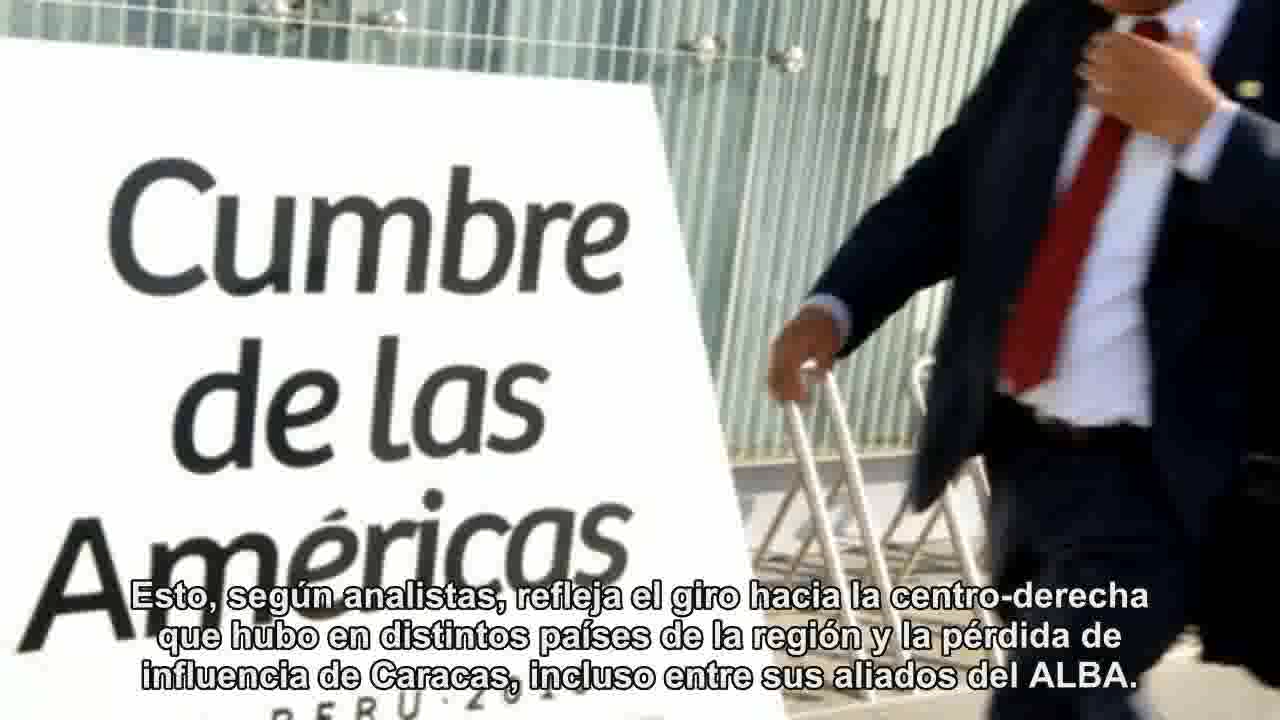 Cumbre
de las
Américas
Esto, según analistas, refleja el giro hacia la centro-derecha
que hubo en distintos países de la región y la pérdida de
influencia de Caracas, incluso entre sus aliados del ALBA.
PERÚ